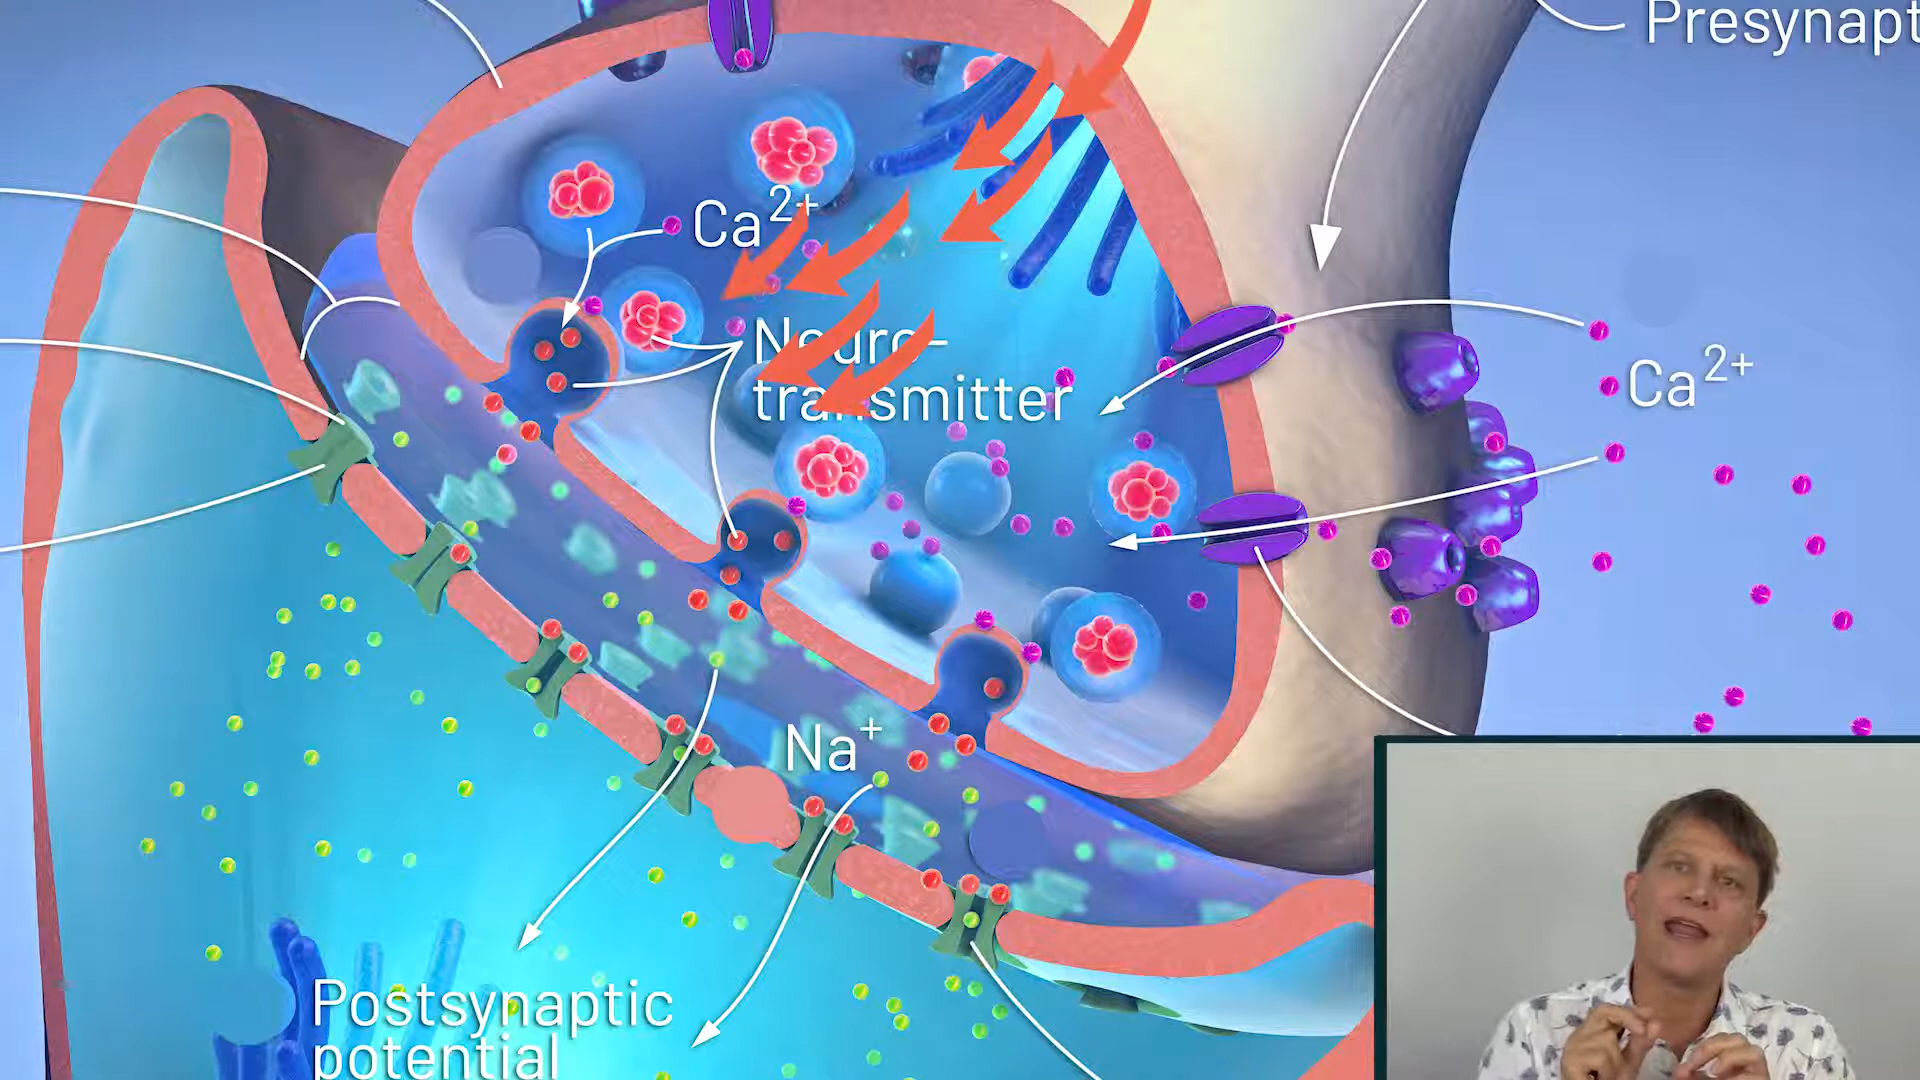 Presynapt
Ca2+
Neuro-
transmitter
Ca2+
Na+
Postsynaptic
potential